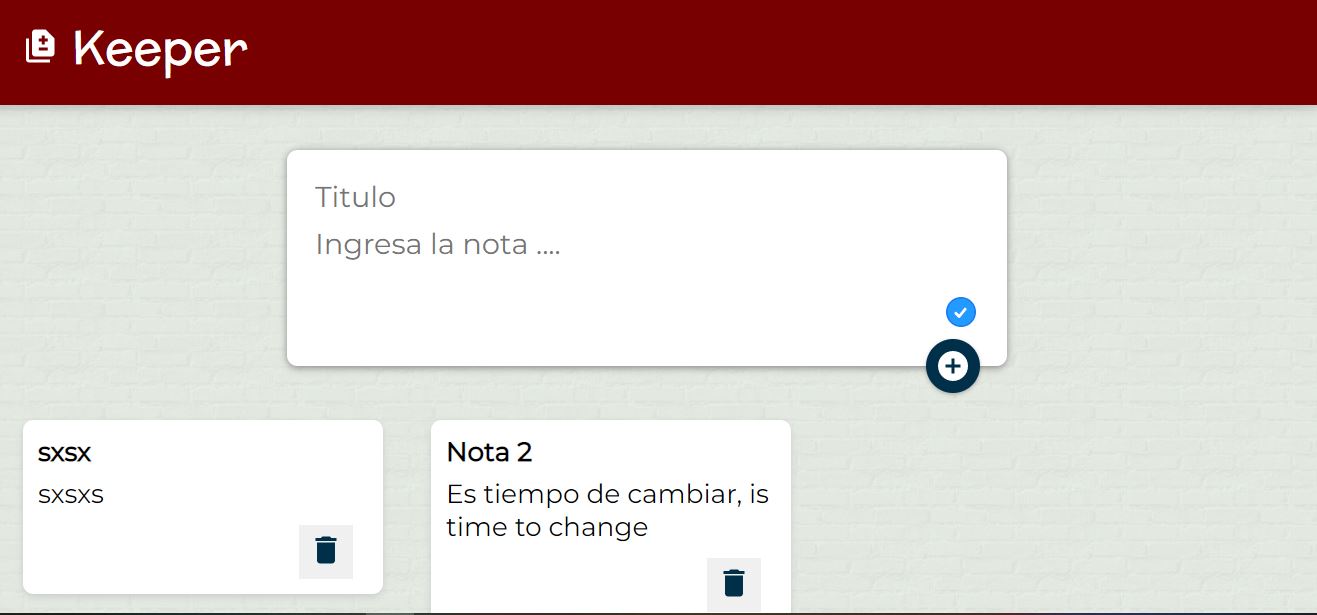 Keeper
Titulo
Ingresa la nota ....
sxsx
sxsxs
Nota 2
Es tiempo de cambiar, is
time to change